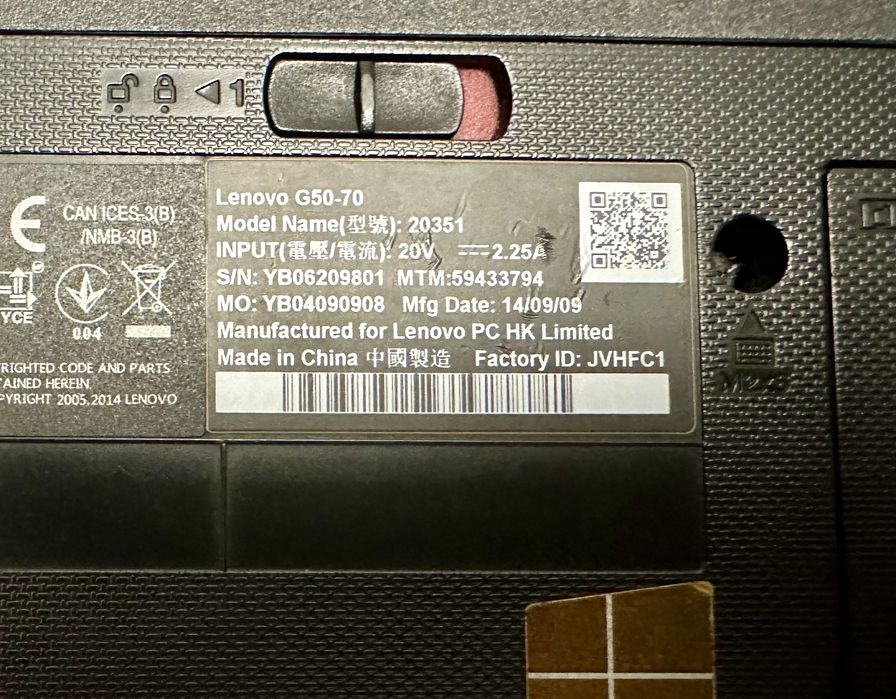 1
CAN ICES-3(B)
/NMB-3(B)
YCE
004
RIGHTED CODE AND PARTS
AINED HEREIN.
PYRIGHT 2005,2014 LENOVO
Lenovo G50-70
Model Name(型號): 20351
INPUT(電壓/電流): 20V ⎓2.25A
S/N: YB06209801 MTM:59433794
MO: YB04090908 Mfg Date: 14/09/09
Manufactured for Lenovo PC HK Limited
Made in China 中國製造 Factory ID: JVHFC1